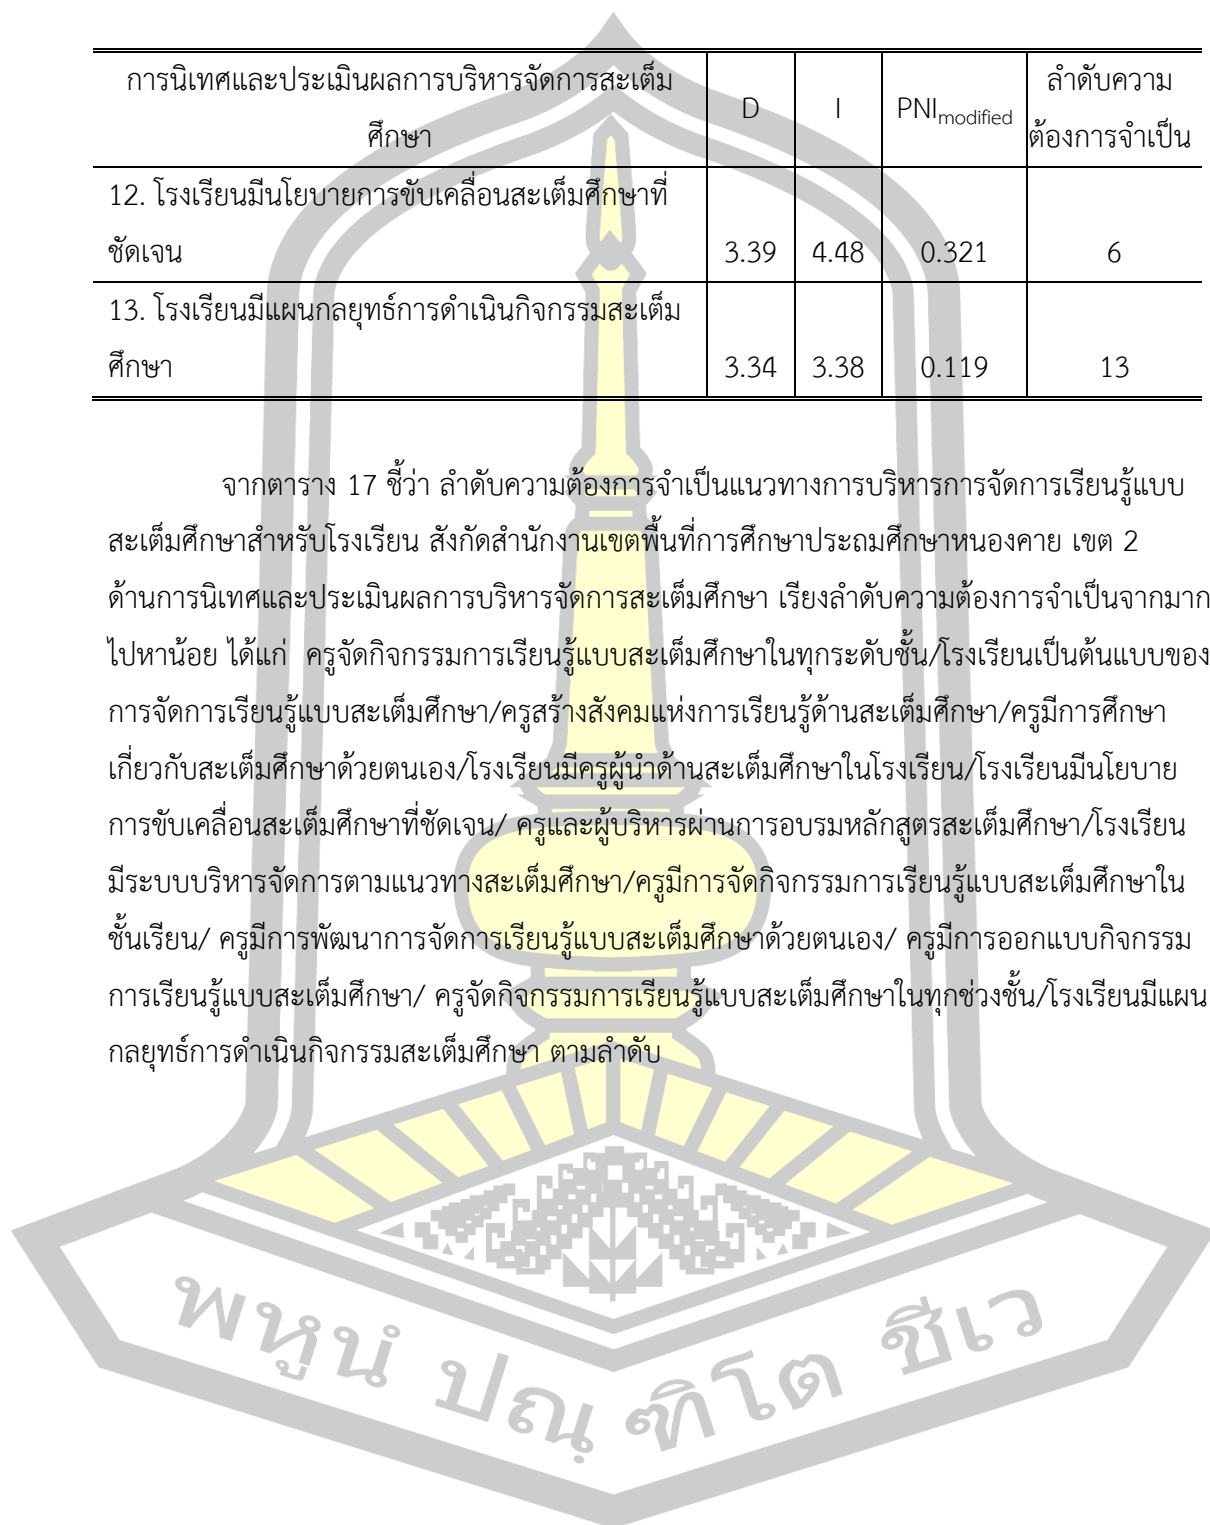 การนิเทศและประเมินผลการบริหารจัดการสะเต็ม
ศึกษา
D
I
PNImodified
ลำดับความ
ต้องการจำเป็น
12. โรงเรียนมีนโยบายการขับเคลื่อนสะเต็มศึกษาที่
ชัดเจน 3.39 4.48 0.321 6
13. โรงเรียนมีแผนกลยุทธ์การดำเนินกิจกรรมสะเต็ม
ศึกษา 3.34 3.38 0.119 13
จากตาราง 17 ชี้ว่า ลำดับความต้องการจำเป็นแนวทางการบริหารการจัดการเรียนรู้แบบ
สะเต็มศึกษาสำหรับโรงเรียน สังกัดสำนักงานเขตพื้นที่การศึกษาประถมศึกษาหนองคาย เขต 2
ด้านการนิเทศและประเมินผลการบริหารจัดการสะเต็มศึกษา เรียงลำดับความต้องการจำเป็นจากมาก
ไปหาน้อย ได้แก่ ครูจัดกิจกรรมการเรียนรู้แบบสะเต็มศึกษาในทุกระดับชั้น/โรงเรียนเป็นต้นแบบของ
การจัดการเรียนรู้แบบสะเต็มศึกษา/ครูสร้างสังคมแห่งการเรียนรู้ด้านสะเต็มศึกษา/ครูมีการศึกษา
เกี่ยวกับสะเต็มศึกษาด้วยตนเอง/โรงเรียนมีครูผู้นำด้านสะเต็มศึกษาในโรงเรียน/โรงเรียนมีนโยบาย
การขับเคลื่อนสะเต็มศึกษาที่ชัดเจน/ ครูและผู้บริหารผ่านการอบรมหลักสูตรสะเต็มศึกษา/โรงเรียน
มีระบบบริหารจัดการตามแนวทางสะเต็มศึกษา/ครูมีการจัดกิจกรรมการเรียนรู้แบบสะเต็มศึกษาใน
ชั้นเรียน/ ครูมีการพัฒนาการจัดการเรียนรู้แบบสะเต็มศึกษาด้วยตนเอง/ ครูมีการออกแบบกิจกรรม
การเรียนรู้แบบสะเต็มศึกษา/ ครูจัดกิจกรรมการเรียนรู้แบบสะเต็มศึกษาในทุกช่วงชั้น/โรงเรียนมีแผน
กลยุทธ์การดำเนินกิจกรรมสะเต็มศึกษา ตามลำดับ
พหูนํ ปณฺ ฑิโต ชีเว